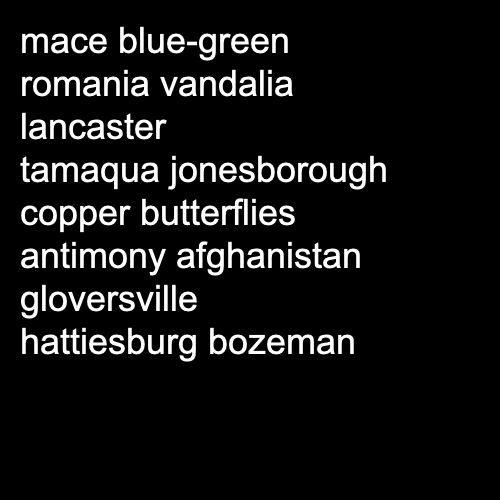 mace blue-green
romania vandalia
lancaster
tamaqua jonesborough
copper butterflies
antimony afghanistan
gloversville
hattiesburg bozeman